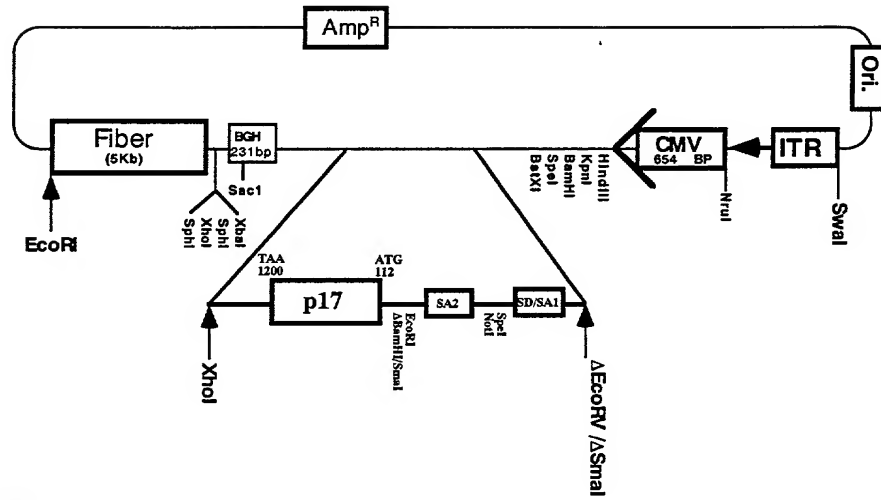 Amp^R
Ori.
Fiber
(5Kb)
BGH
231bp
CMV
654 BP
ITR
HindIII
KpnI
BamHI
SpeI
BstXI
Sac1
NruI
SwaI
XbaI
SphI
XhoI
SphI
EcoRI
TAA
1200
ATG
112
p17
SA2
SD/SA1
EcoRI
ΔBamHI/SmaI
SpeI
NotI
XhoI
ΔEcoRV /ΔSmaI